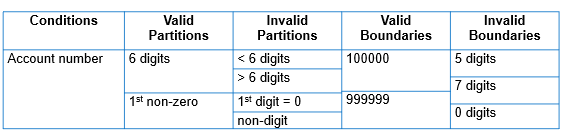 Conditions Valid Partitions Invalid Partitions Valid Boundaries Invalid Boundaries
Account number 6 digits < 6 digits 100000 5 digits
> 6 digits 7 digits
1st non-zero 1st digit = 0 999999 0 digits
non-digit